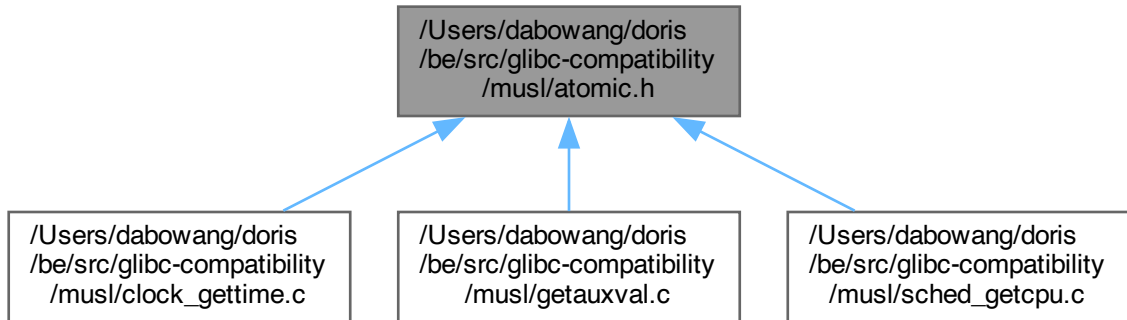 /Users/dabowang/doris
/be/src/glibc-compatibility
/musl/atomic.h
/Users/dabowang/doris
/be/src/glibc-compatibility
/musl/clock_gettime.c
/Users/dabowang/doris
/be/src/glibc-compatibility
/musl/getauxval.c
/Users/dabowang/doris
/be/src/glibc-compatibility
/musl/sched_getcpu.c